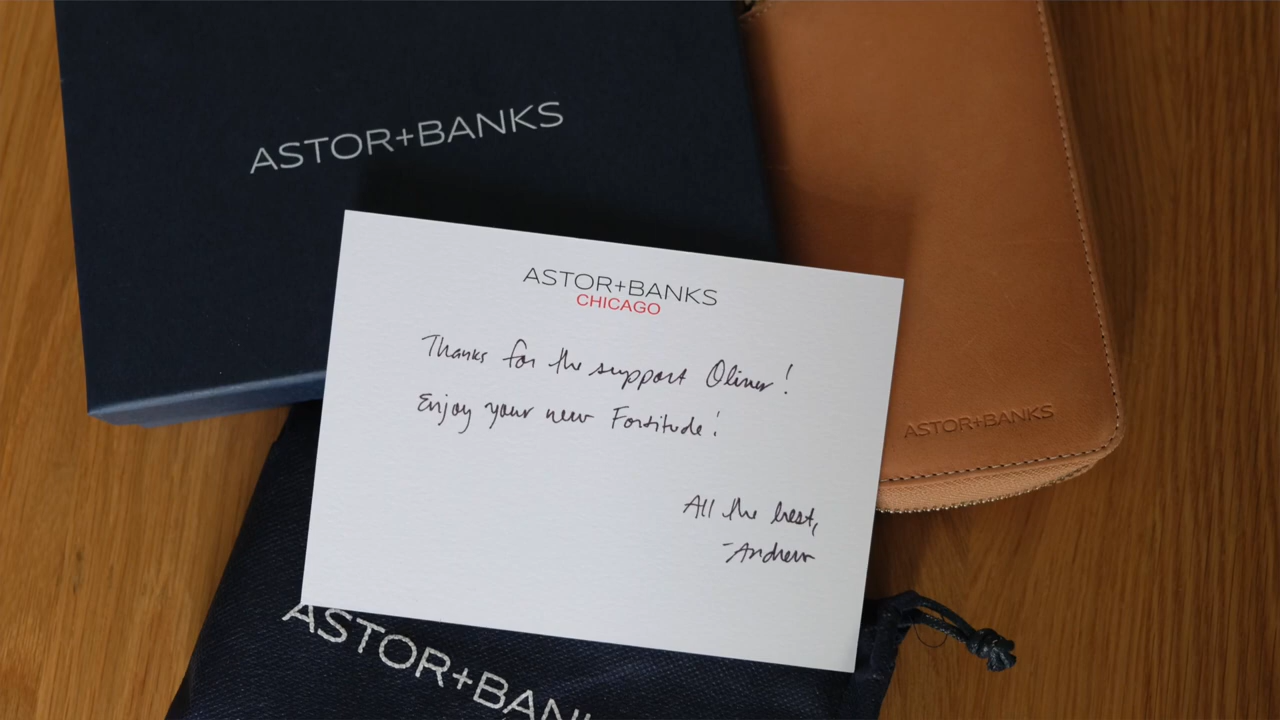 ASTOR+BANKS
ASTOR+BANKS
CHICAGO
Thanks for the support Oliver!
Enjoy your new Fortitude!
All the best,
-Andrew
ASTOR+BANKS
ASTOR+BAN